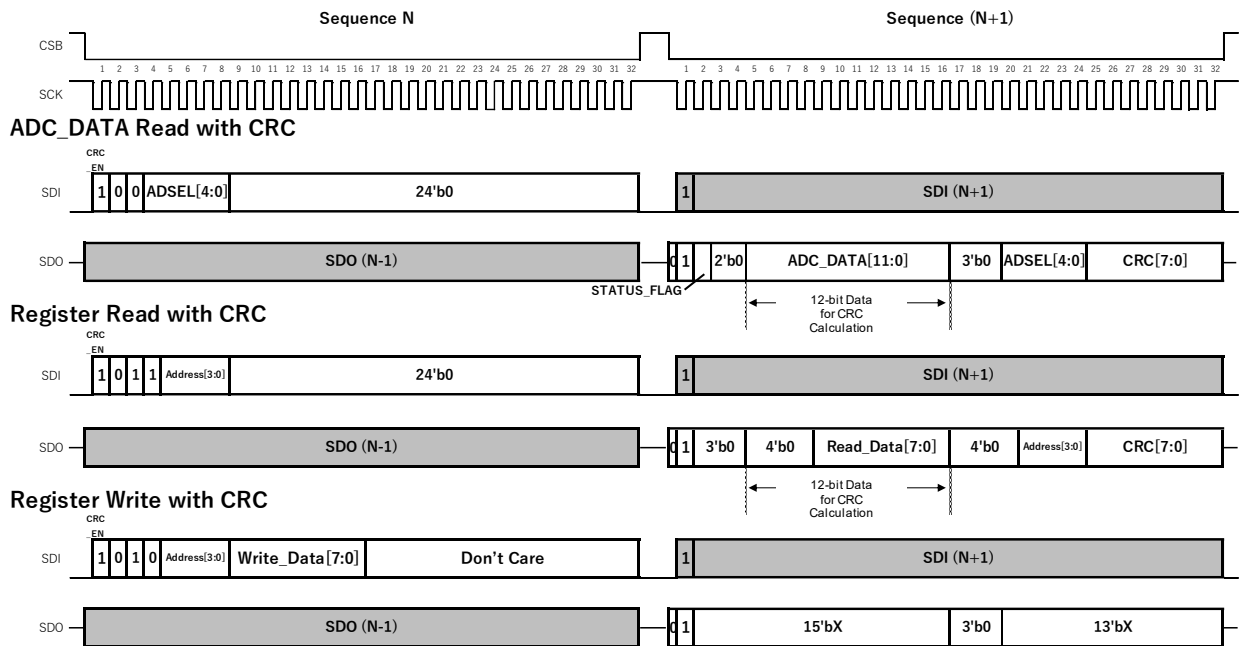 Sequence N Sequence (N+1)
CSB
1 2 3 4 5 6 7 8 9 10 11 12 13 14 15 16 17 18 19 20 21 22 23 24 25 26 27 28 29 30 31 32 1 2 3 4 5 6 7 8 9 10 11 12 13 14 15 16 17 18 19 20 21 22 23 24 25 26 27 28 29 30 31 32
SCK
ADC_DATA Read with CRC
CRC
_EN
SDI 1 0 0 ADSEL[4:0] 24'b0 1 SDI (N+1)
SDO SDO (N-1) 0 1 2'b0 ADC_DATA[11:0] 3'b0 ADSEL[4:0] CRC[7:0]
STATUS_FLAG
12-bit Data
for CRC
Calculation
Register Read with CRC
CRC
_EN
SDI 1 0 1 1 Address[3:0] 24'b0 1 SDI (N+1)
SDO SDO (N-1) 0 1 3'b0 4'b0 Read_Data[7:0] 4'b0 Address[3:0] CRC[7:0]
12-bit Data
for CRC
Calculation
Register Write with CRC
CRC
_EN
SDI 1 0 1 0 Address[3:0] Write_Data[7:0] Don't Care 1 SDI (N+1)
SDO SDO (N-1) 0 1 15'bX 3'b0 13'bX